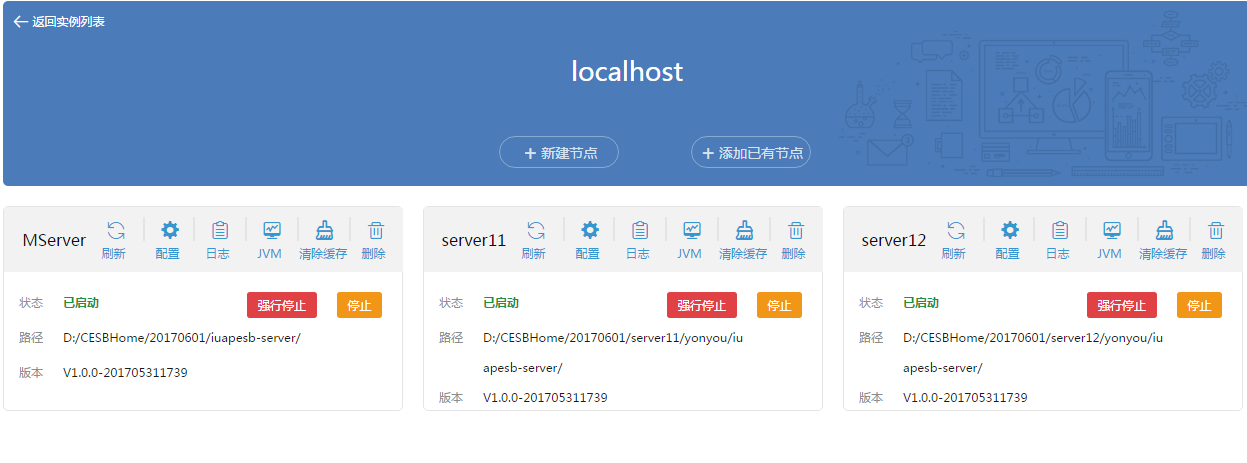 返回实例列表
localhost
+ 新建节点
+ 添加已有节点
MServer
刷新
配置
日志
JVM
清除缓存
删除
状态 已启动 强行停止 停止
路径 D:/CESBHome/20170601/iuapesb-server/
版本 V1.0.0-201705311739
server11
刷新
配置
日志
JVM
清除缓存
删除
状态 已启动 强行停止 停止
路径 D:/CESBHome/20170601/server11/yonyou/iu
apesb-server/
版本 V1.0.0-201705311739
server12
刷新
配置
日志
JVM
清除缓存
删除
状态 已启动 强行停止 停止
路径 D:/CESBHome/20170601/server12/yonyou/iu
apesb-server/
版本 V1.0.0-201705311739